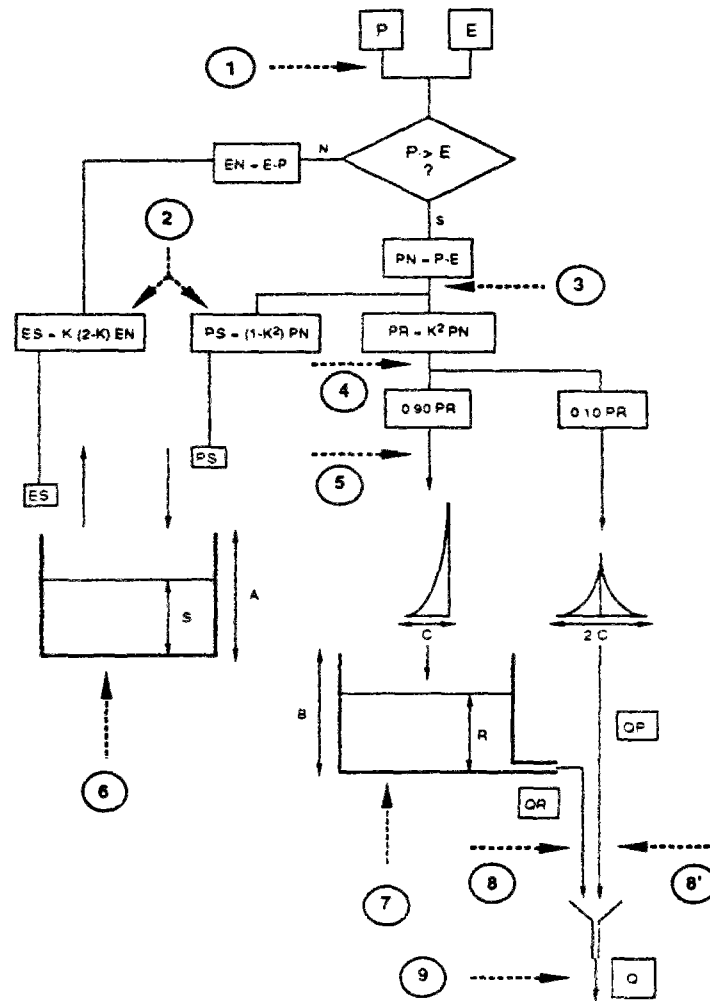 P
E
1
P > E
?
N
EN = E-P
S
2
PN = P-E
3
ES = K (2-K) EN
PS = (1-K²) PN
PR = K² PN
4
0.90 PR
0.10 PR
PS
5
ES
A
S
C
2 C
B
R
QP
6
QR
8
8'
7
9
Q